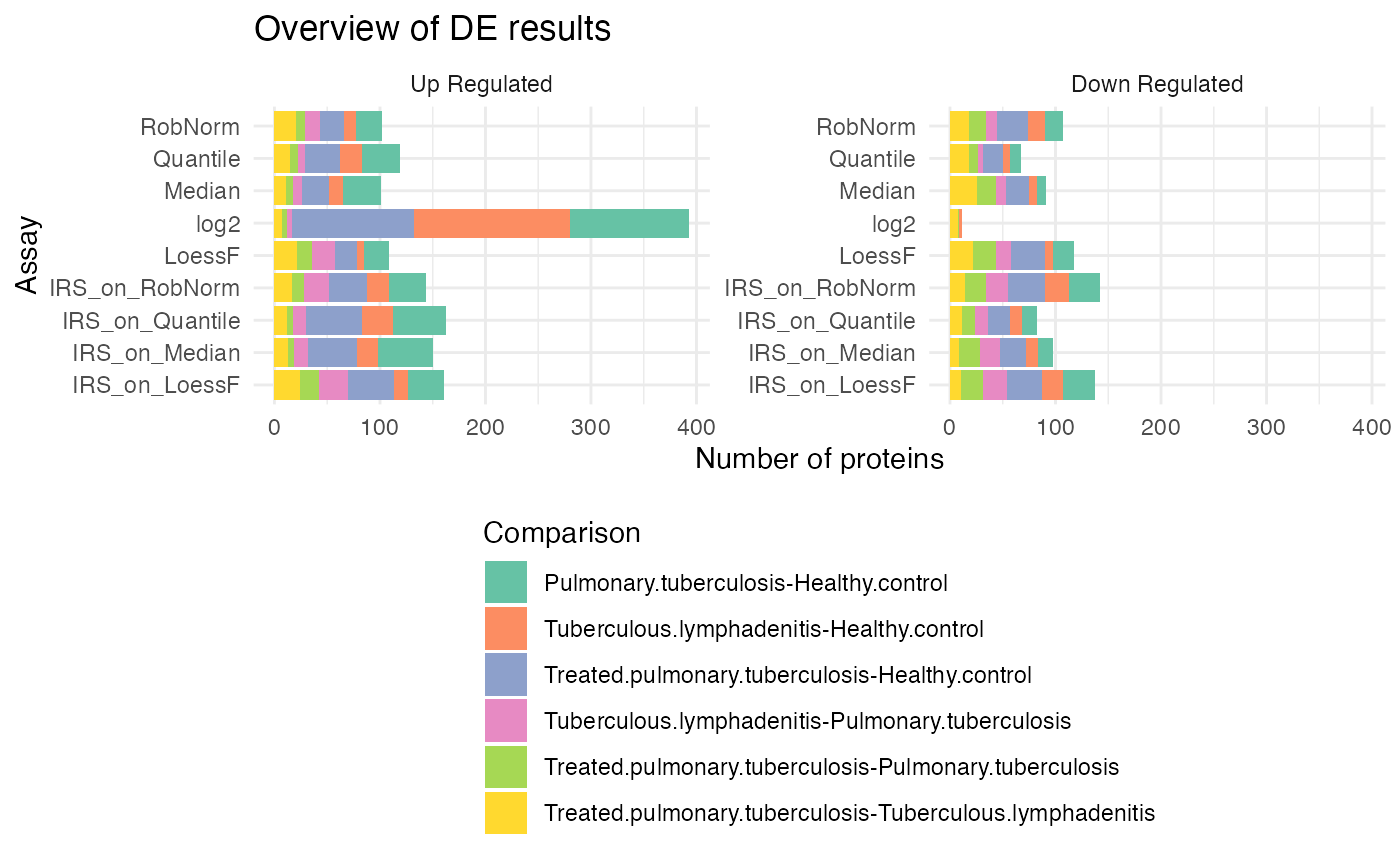 Overview of DE results
Up Regulated
Down Regulated
Assay
RobNorm
Quantile
Median
log2
LoessF
IRS_on_RobNorm
IRS_on_Quantile
IRS_on_Median
IRS_on_LoessF
0 100 200 300 400
RobNorm
Quantile
Median
log2
LoessF
IRS_on_RobNorm
IRS_on_Quantile
IRS_on_Median
IRS_on_LoessF
0 100 200 300 400
Number of proteins
Comparison
Pulmonary.tuberculosis-Healthy.control
Tuberculous.lymphadenitis-Healthy.control
Treated.pulmonary.tuberculosis-Healthy.control
Tuberculous.lymphadenitis-Pulmonary.tuberculosis
Treated.pulmonary.tuberculosis-Pulmonary.tuberculosis
Treated.pulmonary.tuberculosis-Tuberculous.lymphadenitis